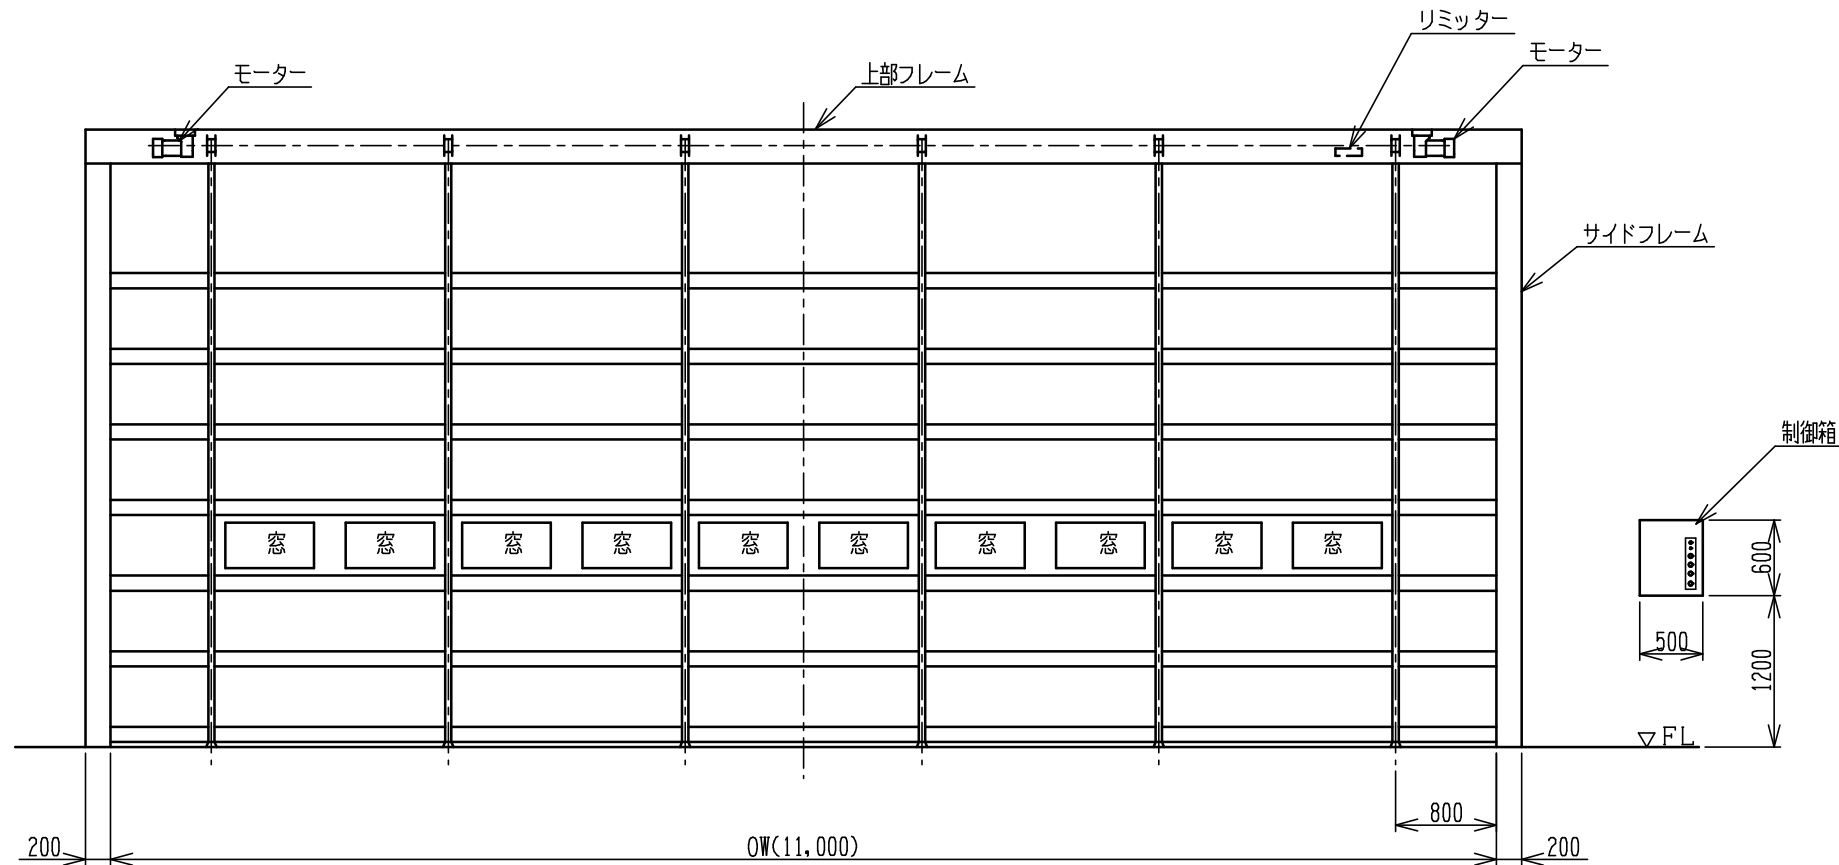 リミッター
モーター
上部フレーム
モーター
サイドフレーム
制御箱
窓 窓 窓 窓 窓 窓 窓 窓 窓 窓
600
500
1200
FL
800
200
OW(11,000)
200